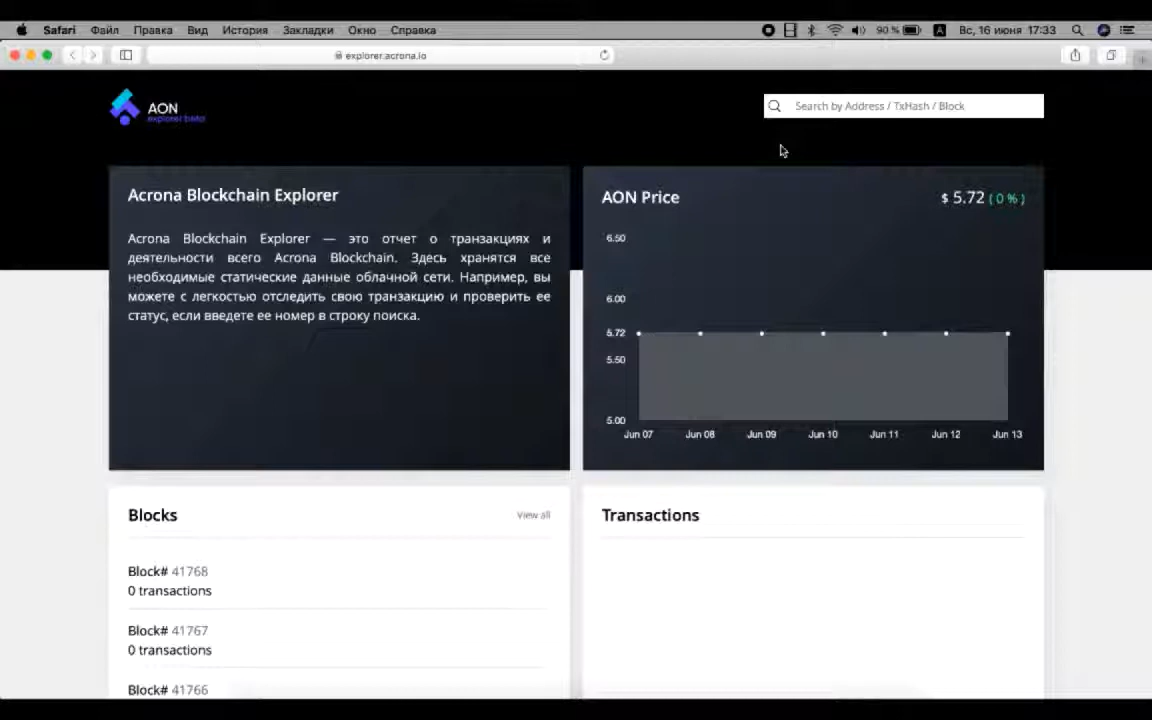 Safari Файл Правка Вид История Закладки Окно Справка 90 % A Вс, 16 июня 17:33
explorer.acrona.io
AON
explorer beta
Search by Address / TxHash / Block
Acrona Blockchain Explorer
Acrona Blockchain Explorer — это отчет о транзакциях и
деятельности всего Acrona Blockchain. Здесь хранятся все
необходимые статические данные облачной сети. Например, вы
можете с легкостью отследить свою транзакцию и проверить ее
статус, если введете ее номер в строку поиска.
AON Price $ 5.72 ( 0 % )
6.50
6.00
5.72
5.50
5.00
Jun 07 Jun 08 Jun 09 Jun 10 Jun 11 Jun 12 Jun 13
Blocks View all
Block# 41768
0 transactions
Block# 41767
0 transactions
Block# 41766
Transactions